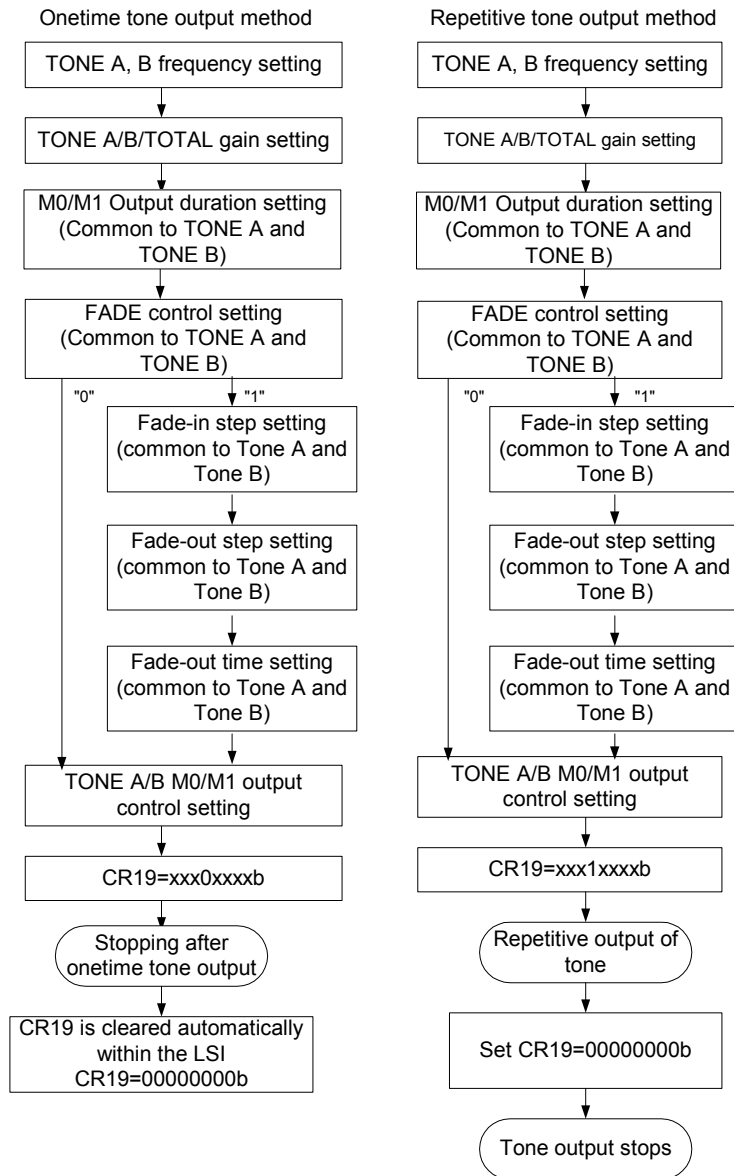 Onetime tone output method
TONE A, B frequency setting
TONE A/B/TOTAL gain setting
M0/M1 Output duration setting
(Common to TONE A and
TONE B)
FADE control setting
(Common to TONE A and
TONE B)
"0"
"1"
Fade-in step setting
(common to Tone A and
Tone B)
Fade-out step setting
(common to Tone A and
Tone B)
Fade-out time setting
(common to Tone A and
Tone B)
TONE A/B M0/M1 output
control setting
CR19=xxx0xxxxb
Stopping after
onetime tone output
CR19 is cleared automatically
within the LSI
CR19=00000000b
Repetitive tone output method
TONE A, B frequency setting
TONE A/B/TOTAL gain setting
M0/M1 Output duration setting
(Common to TONE A and
TONE B)
FADE control setting
(Common to TONE A and
TONE B)
"0"
"1"
Fade-in step setting
(common to Tone A and
Tone B)
Fade-out step setting
(common to Tone A and
Tone B)
Fade-out time setting
(common to Tone A and
Tone B)
TONE A/B M0/M1 output
control setting
CR19=xxx1xxxxb
Repetitive output of
tone
Set CR19=00000000b
Tone output stops